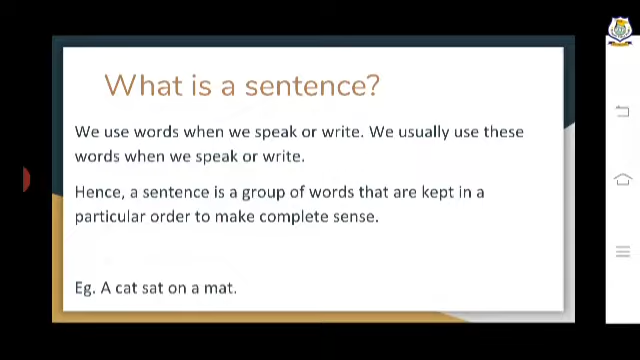 What is a sentence?
We use words when we speak or write. We usually use these
words when we speak or write.
Hence, a sentence is a group of words that are kept in a
particular order to make complete sense.
Eg. A cat sat on a mat.